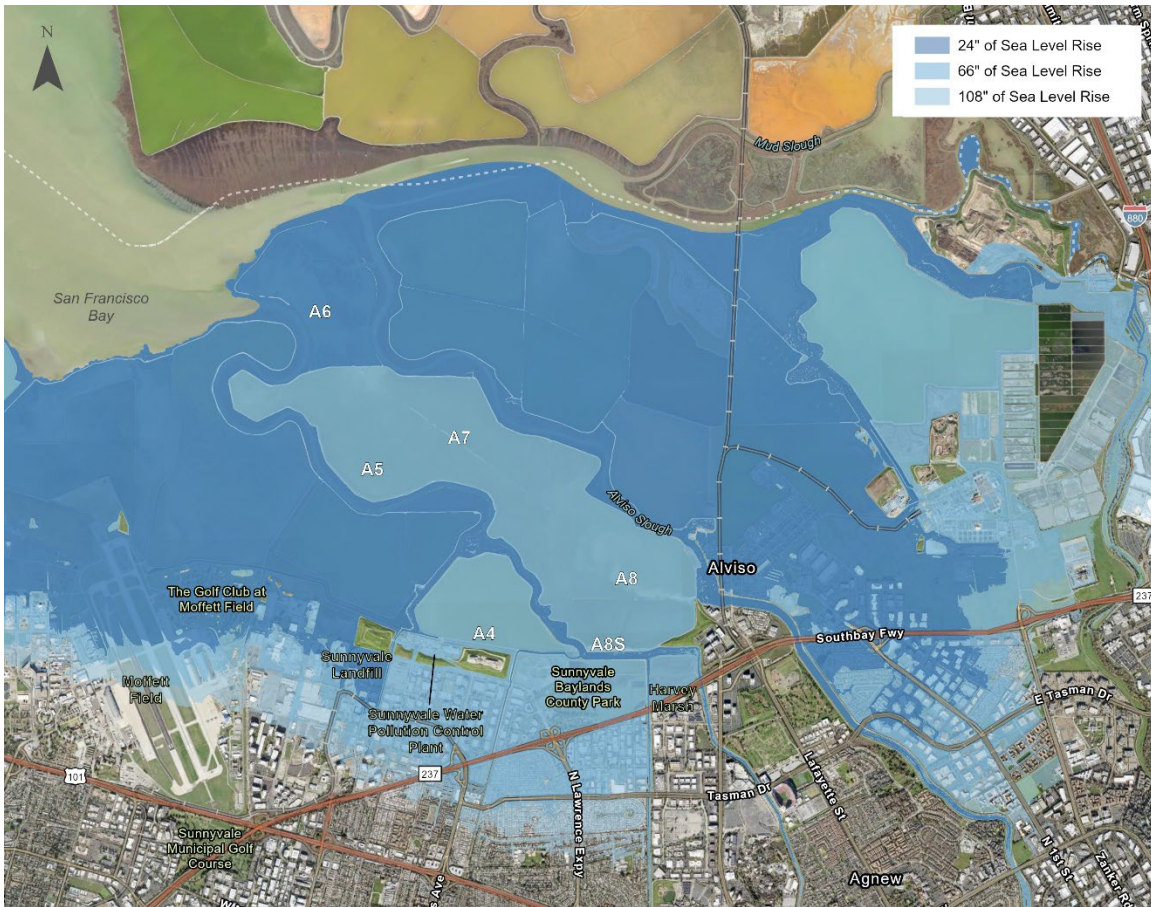 N
24" of Sea Level Rise
66" of Sea Level Rise
108" of Sea Level Rise
Mud Slough
880
San Francisco
Bay
A6
A7
A5
Alviso Slough
A8
Alviso
The Golf Club at
Moffett Field
A4
A8S
237
Southbay Fwy
Sunnyvale
Landfill
Moffett
Field
Sunnyvale
Baylands
County Park
Harvey
Marsh
E Tasman Dr
Sunnyvale Water
Pollution Control
Plant
101
237
N Lawrence Expy
Tasman Dr
Lafayette St
Sunnyvale
Municipal Golf
Course
N 1st St
Zanker Rd
Agnew